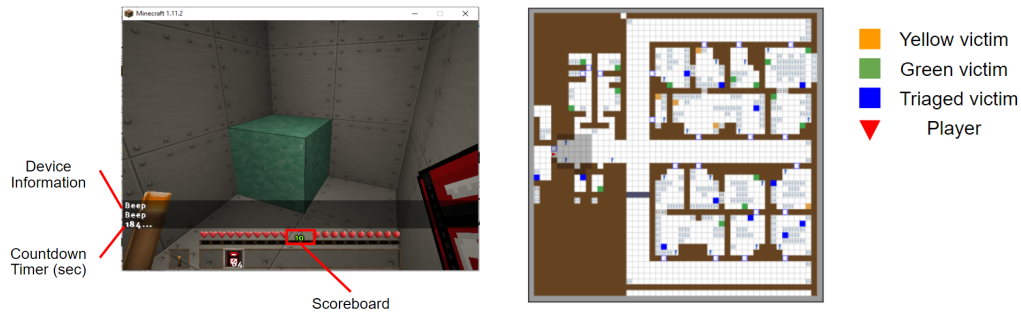 Minecraft 1.11.2
Device
Information
Beep
Beep
184...
Countdown
Timer (sec)
10
94
Scoreboard
Yellow victim
Green victim
Triaged victim
Player